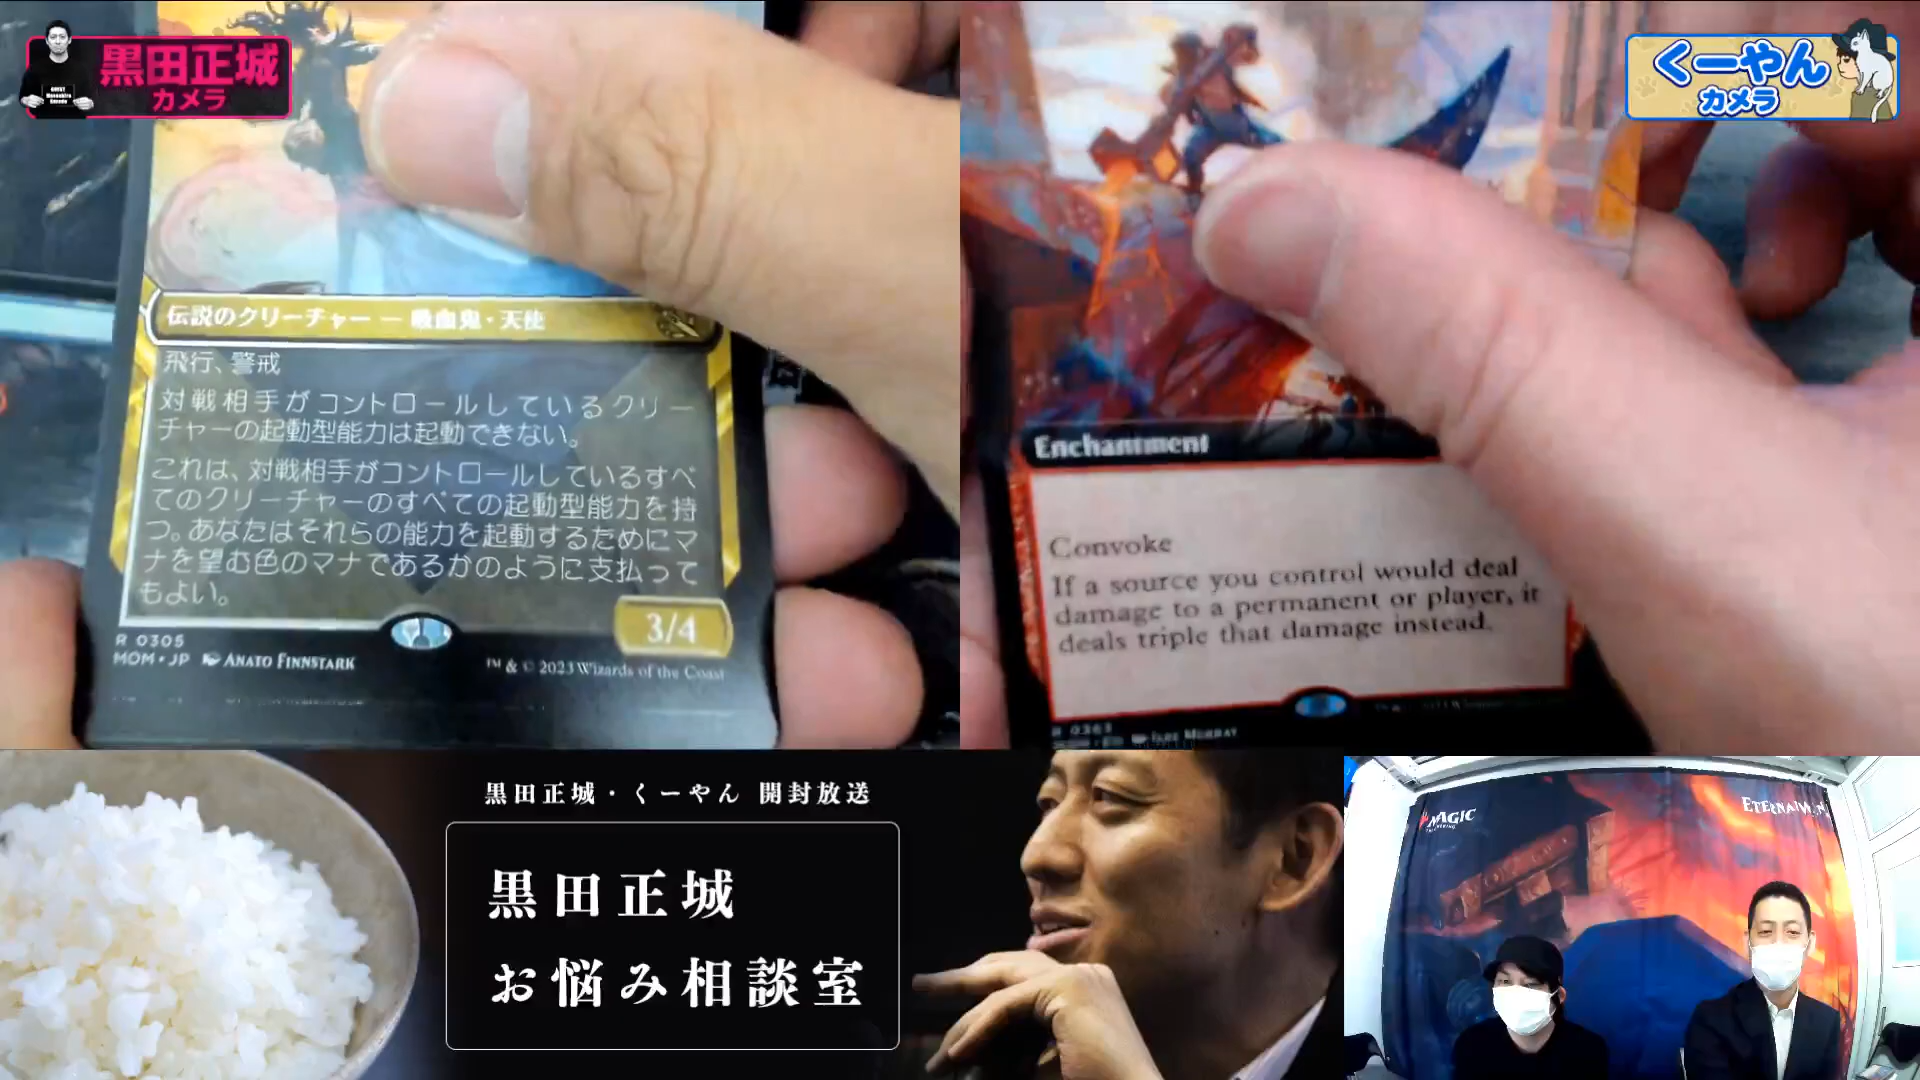 黒田正城
カメラ
くーやん
カメラ
伝説のクリーチャー — 吸血鬼・天使
飛行、警戒
対戦相手がコントロールしているクリー
チャーの起動型能力は起動できない。
これは、対戦相手がコントロールしているすべ
てのクリーチャーのすべての起動型能力を持
つ。あなたはそれらの能力を起動するためにマ
ナを望む色のマナであるかのように支払って
もよい。
3/4
R 0305
MOM • JP ANATO FINNSTARK
™ & © 2023 Wizards of the Coast
Enchantment
Convoke
If a source you control would deal
damage to a permanent or player, it
deals triple that damage instead.
R 0363
黒田正城・くーやん 開封放送
黒田正城
お悩み相談室
MAGIC